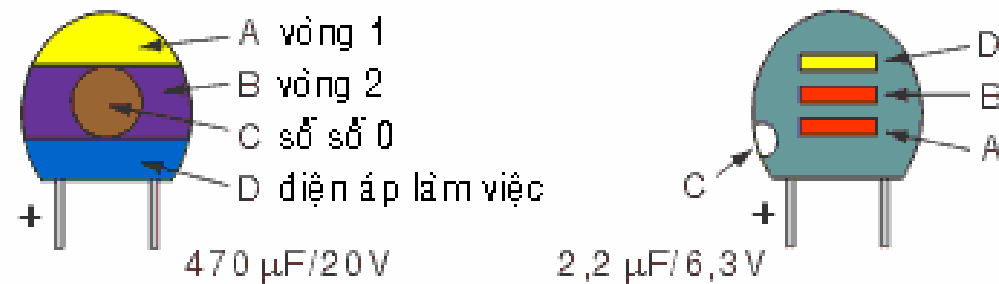 A vòng 1
B vòng 2
C số số 0
D điện áp làm việc
+
470 µF/20V
D
B
A
C
+
2,2 µF/6,3V